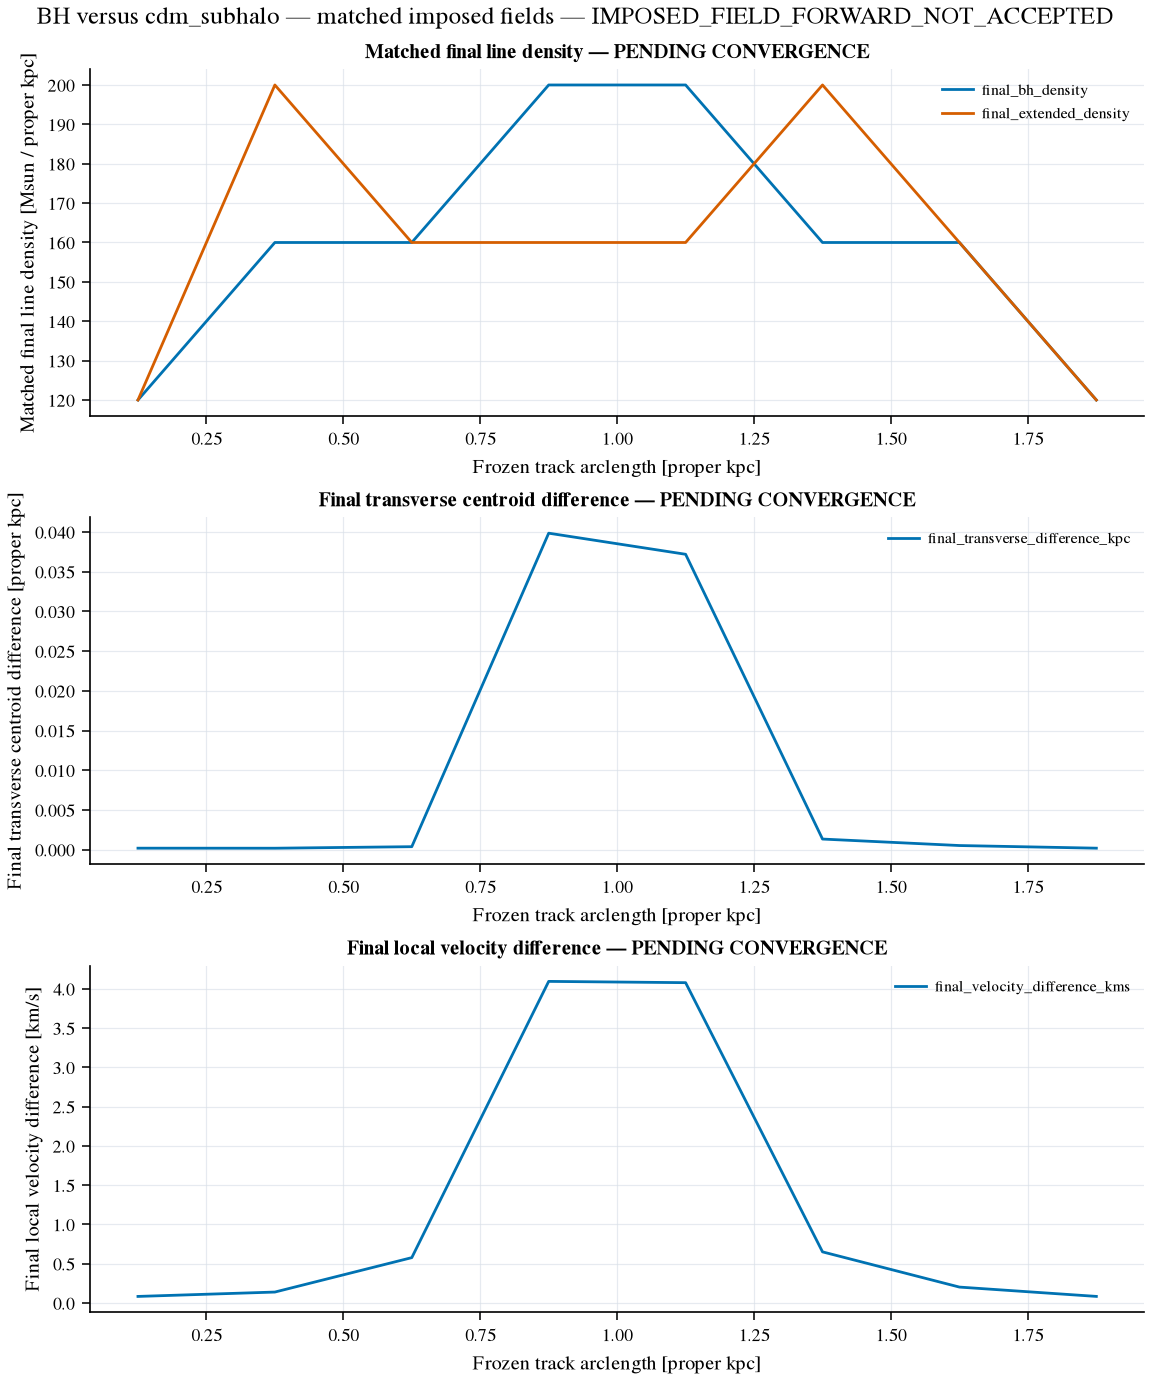 BH versus cdm_subhalo — matched imposed fields — IMPOSED_FIELD_FORWARD_NOT_ACCEPTED
Matched final line density — PENDING CONVERGENCE
Matched final line density [Msun / proper kpc]
200
190
180
170
160
150
140
130
120
final_bh_density
final_extended_density
0.25 0.50 0.75 1.00 1.25 1.50 1.75
Frozen track arclength [proper kpc]
Final transverse centroid difference — PENDING CONVERGENCE
Final transverse centroid difference [proper kpc]
0.040
0.035
0.030
0.025
0.020
0.015
0.010
0.005
0.000
final_transverse_difference_kpc
0.25 0.50 0.75 1.00 1.25 1.50 1.75
Frozen track arclength [proper kpc]
Final local velocity difference — PENDING CONVERGENCE
Final local velocity difference [km/s]
4.0
3.5
3.0
2.5
2.0
1.5
1.0
0.5
0.0
final_velocity_difference_kms
0.25 0.50 0.75 1.00 1.25 1.50 1.75
Frozen track arclength [proper kpc]